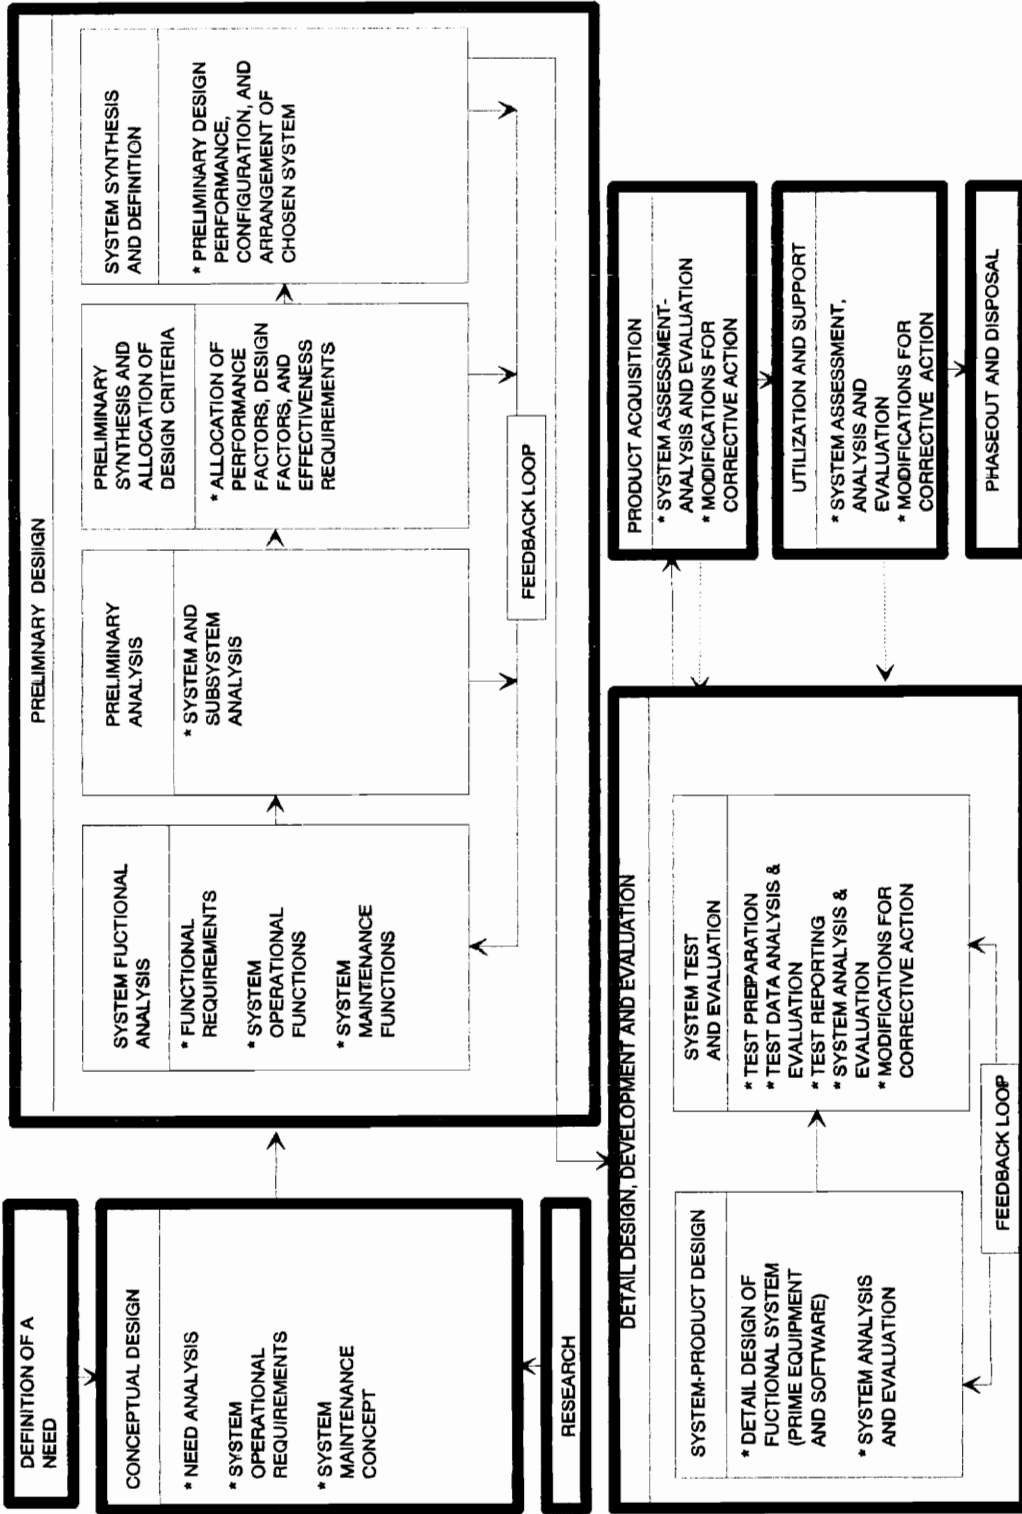 DEFINITION OF A
NEED
CONCEPTUAL DESIGN
* NEED ANALYSIS
* SYSTEM
OPERATIONAL
REQUIREMENTS
* SYSTEM
MAINTENANCE
CONCEPT
RESEARCH
PRELIMNARY DESIGN
SYSTEM FUCTIONAL
ANALYSIS
* FUNCTIONAL
REQUIREMENTS
* SYSTEM
OPERATIONAL
FUNCTIONS
* SYSTEM
MAINTENANCE
FUNCTIONS
PRELIMINARY
ANALYSIS
* SYSTEM AND
SUBSYSTEM
ANALYSIS
PRELIMINARY
SYNTHESIS AND
ALLOCATION OF
DESIGN CRITERIA
* ALLOCATION OF
PERFORMANCE
FACTORS, DESIGN
FACTORS, AND
EFFECTIVENESS
REQUIREMENTS
SYSTEM SYNTHESIS
AND DEFINITION
* PRELIMINARY DESIGN
PERFORMANCE,
CONFIGURATION, AND
ARRANGEMENT OF
CHOSEN SYSTEM
FEEDBACK LOOP
DETAIL DESIGN, DEVELOPMENT AND EVALUATION
SYSTEM-PRODUCT DESIGN
* DETAIL DESIGN OF
FUCTIONAL SYSTEM
(PRIME EQUIPMENT
AND SOFTWARE)
* SYSTEM ANALYSIS
AND EVALUATION
SYSTEM TEST
AND EVALUATION
* TEST PREPARATION
* TEST DATA ANALYSIS &
EVALUATION
* TEST REPORTING
* SYSTEM ANALYSIS &
EVALUATION
* MODIFICATIONS FOR
CORRECTIVE ACTION
FEEDBACK LOOP
PRODUCT ACQUISITION
* SYSTEM ASSESSMENT-
ANALYSIS AND EVALUATION
* MODIFICATIONS FOR
CORRECTIVE ACTION
UTILIZATION AND SUPPORT
* SYSTEM ASSESSMENT,
ANALYSIS AND
EVALUATION
* MODIFICATIONS FOR
CORRECTIVE ACTION
PHASEOUT AND DISPOSAL